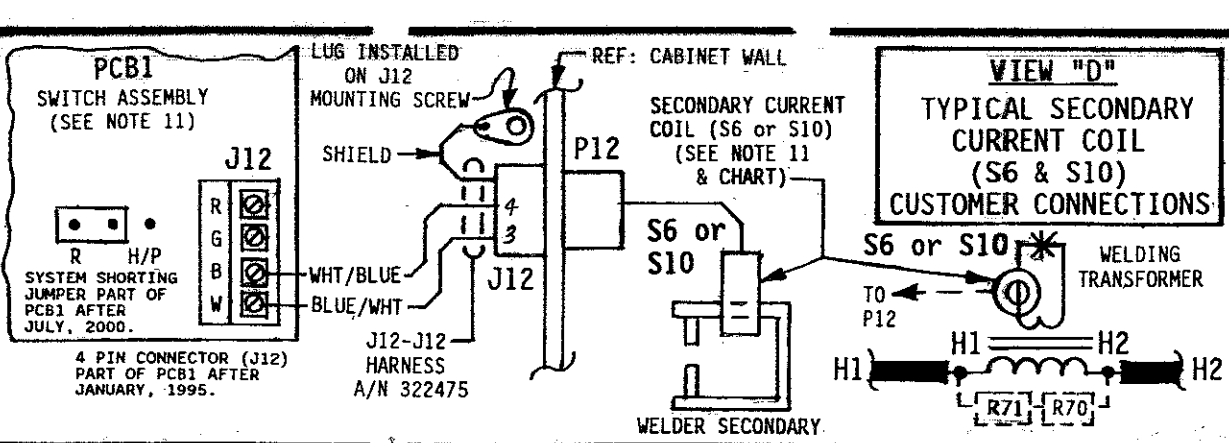 PCB1
SWITCH ASSEMBLY
(SEE NOTE 11)
J12
R
G
B
W
R H/P
SYSTEM SHORTING
JUMPER PART OF
PCB1 AFTER
JULY, 2000.
4 PIN CONNECTOR (J12)
PART OF PCB1 AFTER
JANUARY, 1995.
LUG INSTALLED
ON J12
MOUNTING SCREW
SHIELD
WHT/BLUE
BLUE/WHT
4
3
J12
J12-J12
HARNESS
A/N 322475
REF: CABINET WALL
P12
SECONDARY CURRENT
COIL (S6 or S10)
(SEE NOTE 11
& CHART)
S6 or
S10
WELDER SECONDARY
VIEW "D"
TYPICAL SECONDARY
CURRENT COIL
(S6 & S10)
CUSTOMER CONNECTIONS
S6 or S10
WELDING
TRANSFORMER
TO
P12
H1 H2
H1 H2
R71 R70